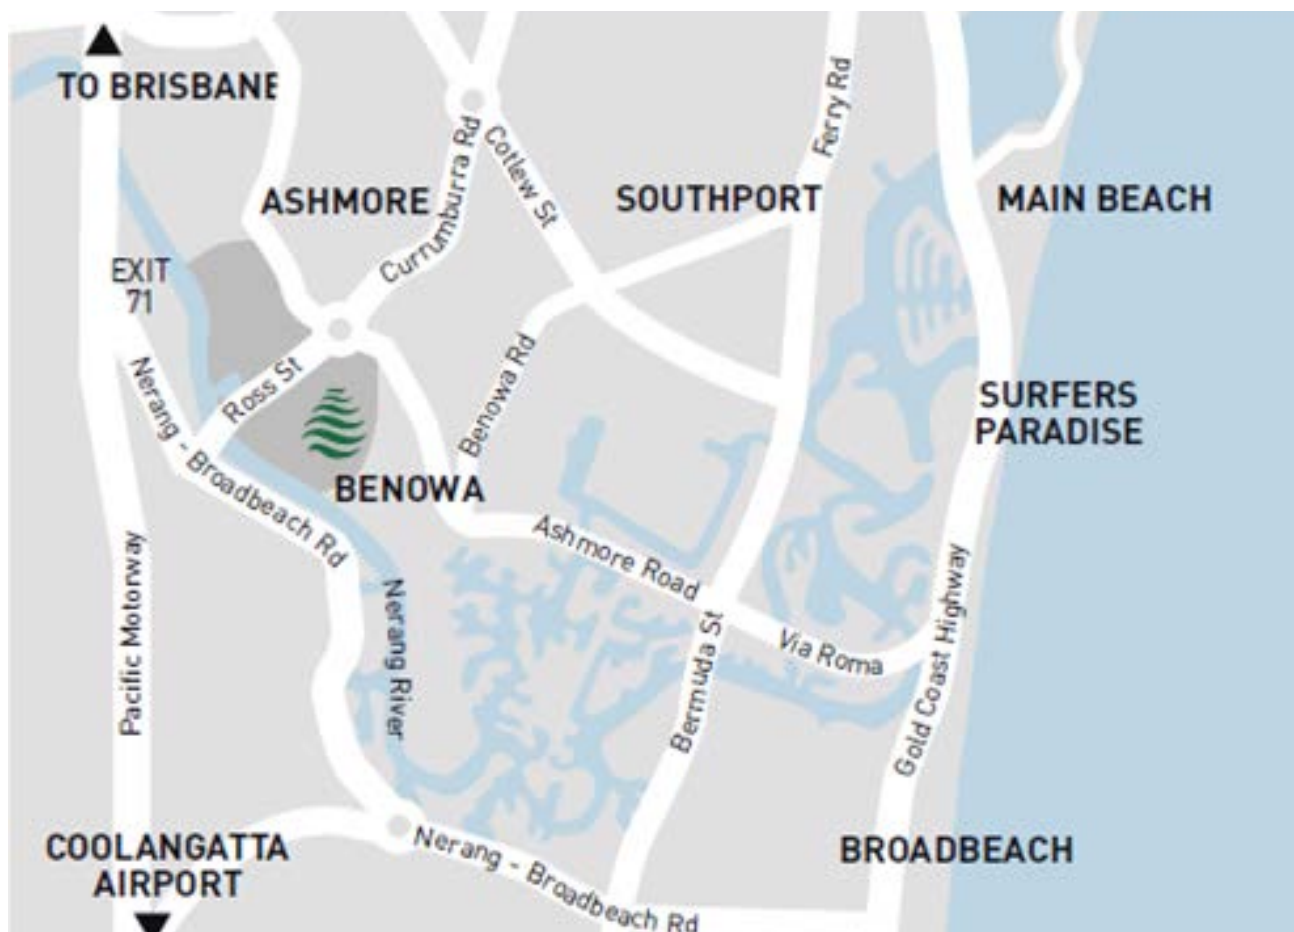 TO BRISBANE
Ferry Rd
Currumburra Rd
Cotlew St
ASHMORE
SOUTHPORT
MAIN BEACH
EXIT
71
Nerang - Broadbeach Rd
Ross St
Benowa Rd
SURFERS
PARADISE
BENOWA
Ashmore Road
Pacific Motorway
Nerang River
Bermuda St
Via Roma
Gold Coast Highway
COOLANGATTA
AIRPORT
Nerang - Broadbeach Rd
BROADBEACH